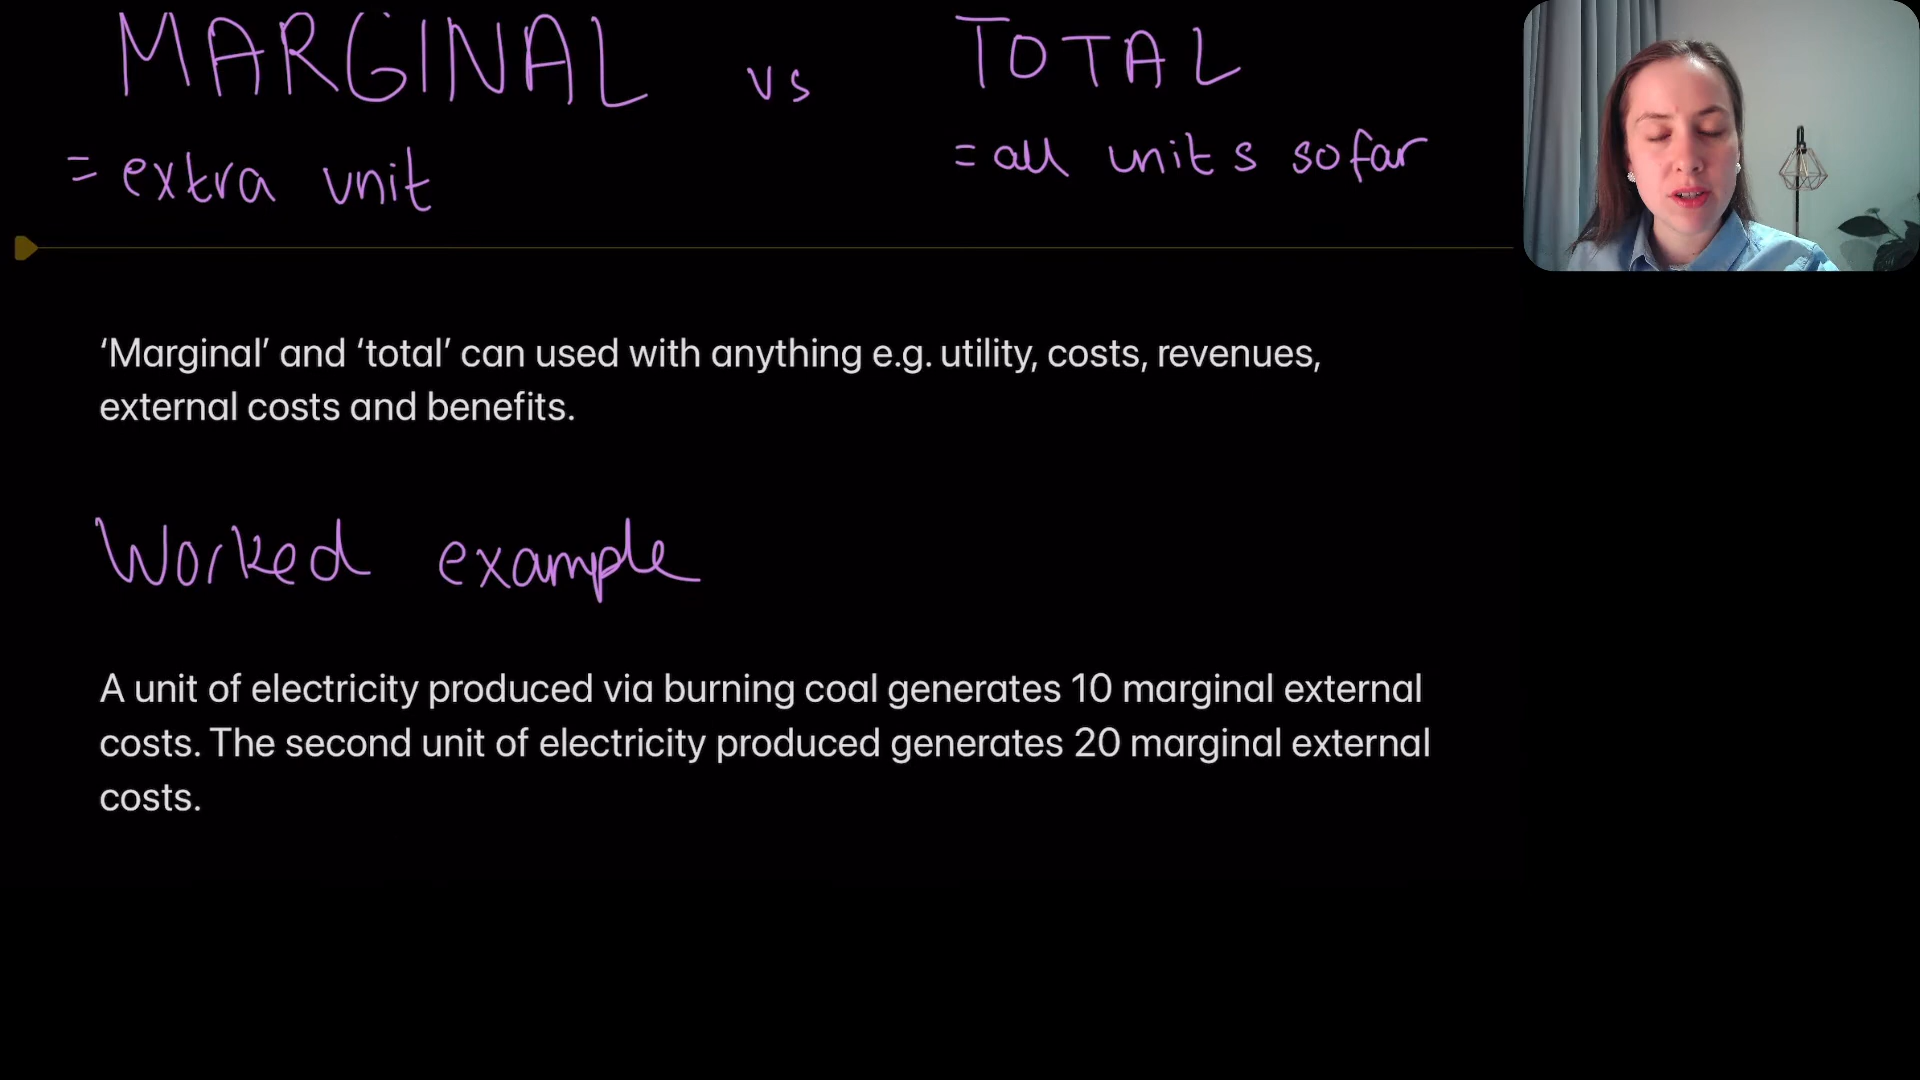 MARGINAL vs TOTAL
= extra unit = all units so far
‘Marginal’ and ‘total’ can used with anything e.g. utility, costs, revenues,
external costs and benefits.
Worked example
A unit of electricity produced via burning coal generates 10 marginal external
costs. The second unit of electricity produced generates 20 marginal external
costs.